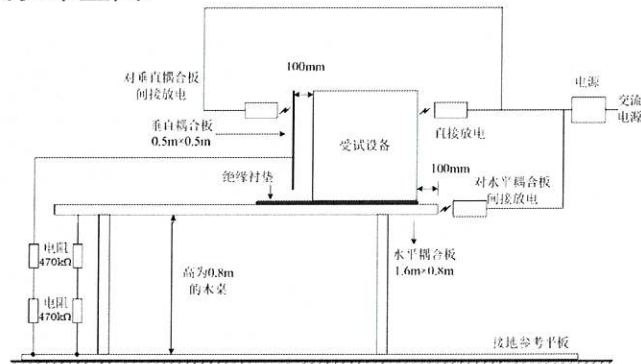 100mm
对垂直耦合板
间接放电
电源
交流
电源
垂直耦合板
0.5m×0.5m
直接放电
受试设备
100mm
绝缘衬垫
对水平耦合板
间接放电
电阻
470kΩ
高为0.8m
的木桌
水平耦合板
1.6m×0.8m
电阻
470kΩ
接地参考平板